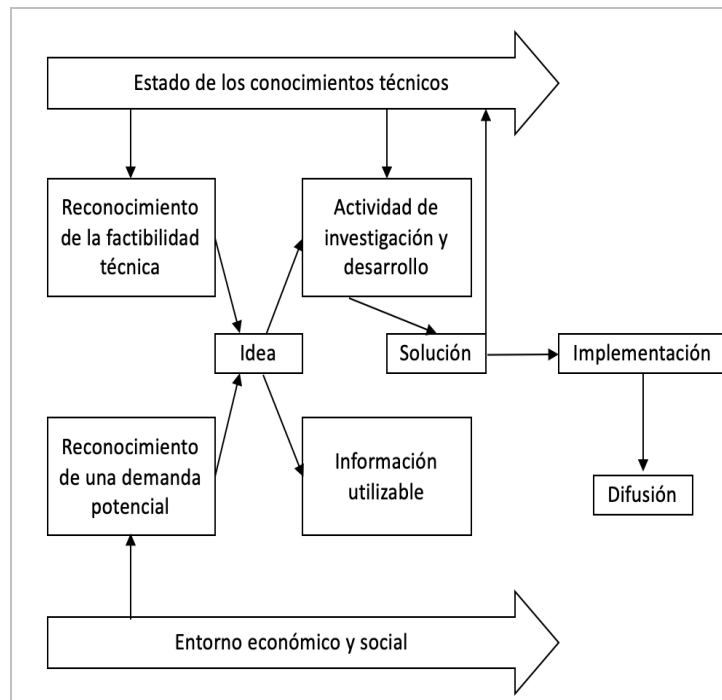 Estado de los conocimientos técnicos
Reconocimiento
de la factibilidad
técnica
Actividad de
investigación y
desarrollo
Idea
Solución
Implementación
Reconocimiento
de una demanda
potencial
Información
utilizable
Difusión
Entorno económico y social